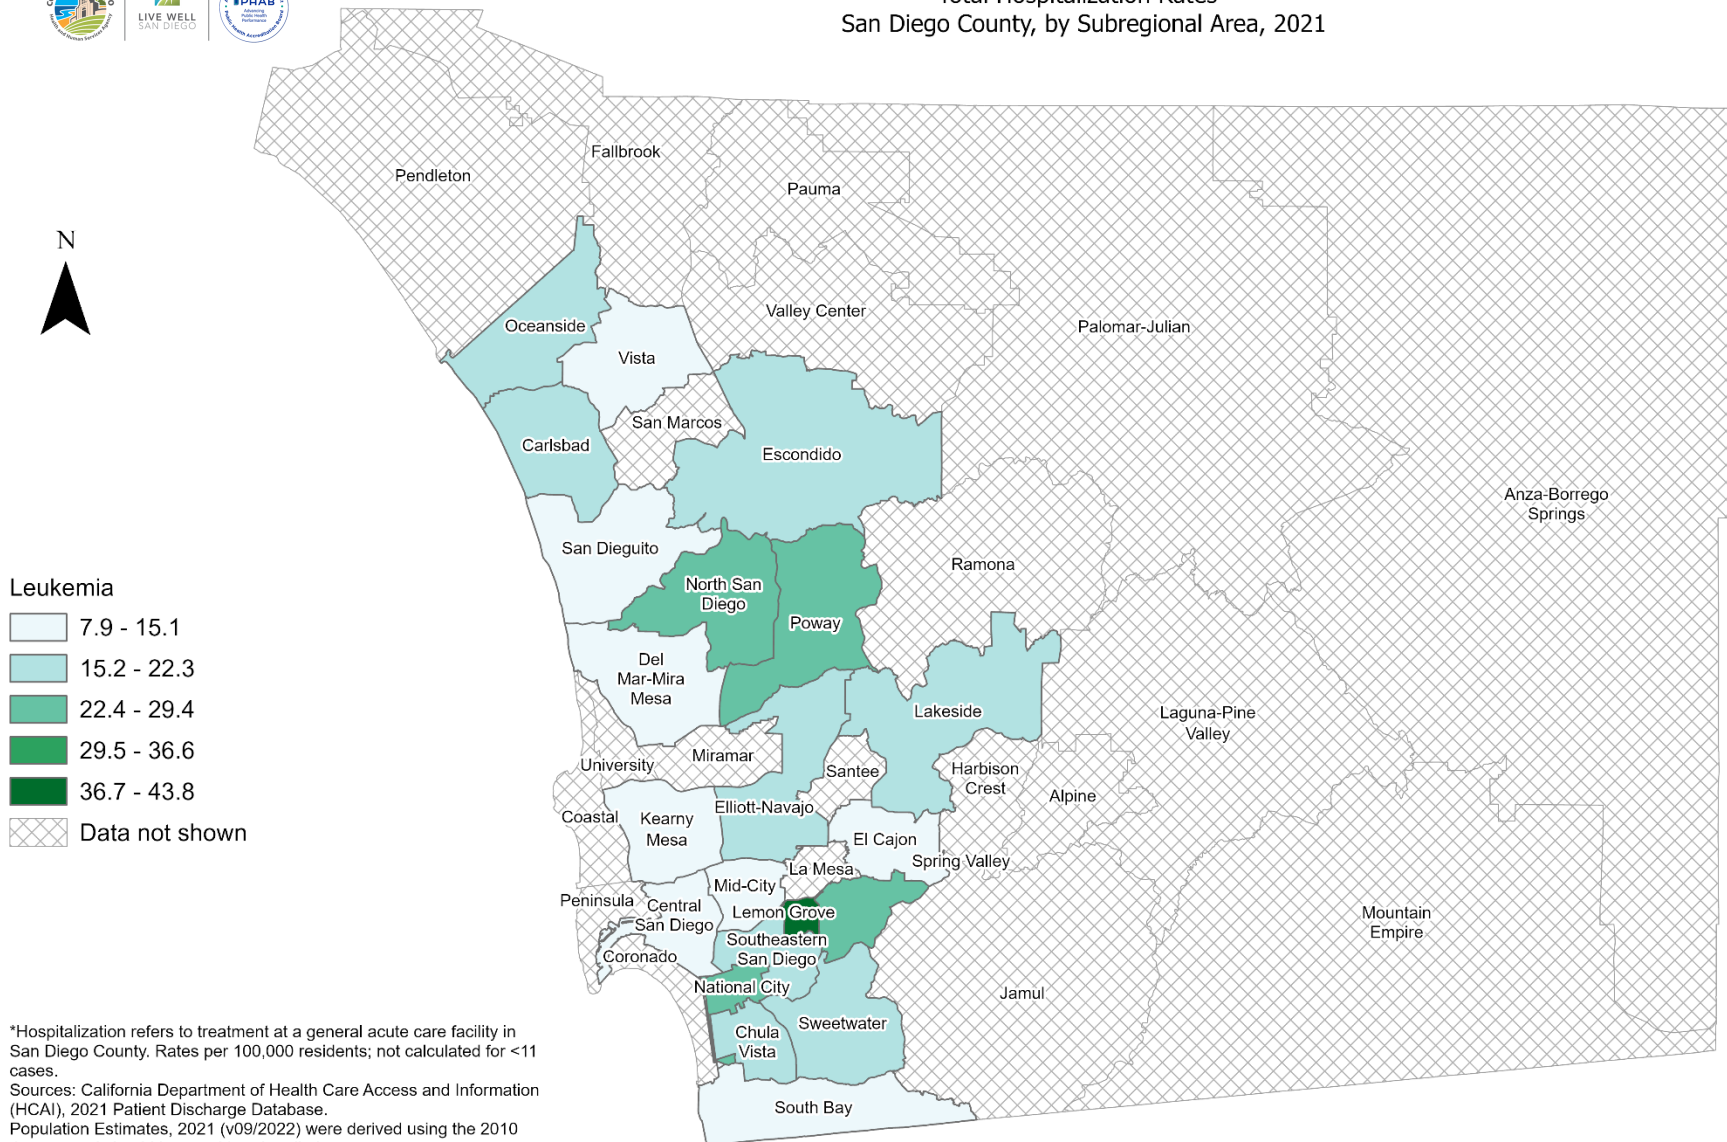 LIVE WELL
SAN DIEGO
PHAB
Advancing
Public Health
Performance
Total Hospitalization Rates
San Diego County, by Subregional Area, 2021
N
Pendleton
Fallbrook
Pauma
Oceanside
Vista
Valley Center
Palomar-Julian
San Marcos
Carlsbad
Escondido
Anza-Borrego
Springs
San Dieguito
North San
Diego
Poway
Ramona
Del
Mar-Mira
Mesa
Lakeside
Laguna-Pine
Valley
University
Miramar
Santee
Harbison
Crest
Alpine
Coastal
Kearny
Mesa
Elliott-Navajo
El Cajon
La Mesa
Spring Valley
Peninsula
Central
San Diego
Mid-City
Lemon Grove
Mountain
Empire
Southeastern
San Diego
Coronado
National City
Jamul
Chula
Vista
Sweetwater
South Bay
Leukemia
7.9 - 15.1
15.2 - 22.3
22.4 - 29.4
29.5 - 36.6
36.7 - 43.8
Data not shown
*Hospitalization refers to treatment at a general acute care facility in
San Diego County. Rates per 100,000 residents; not calculated for <11
cases.
Sources: California Department of Health Care Access and Information
(HCAI), 2021 Patient Discharge Database.
Population Estimates, 2021 (v09/2022) were derived using the 2010